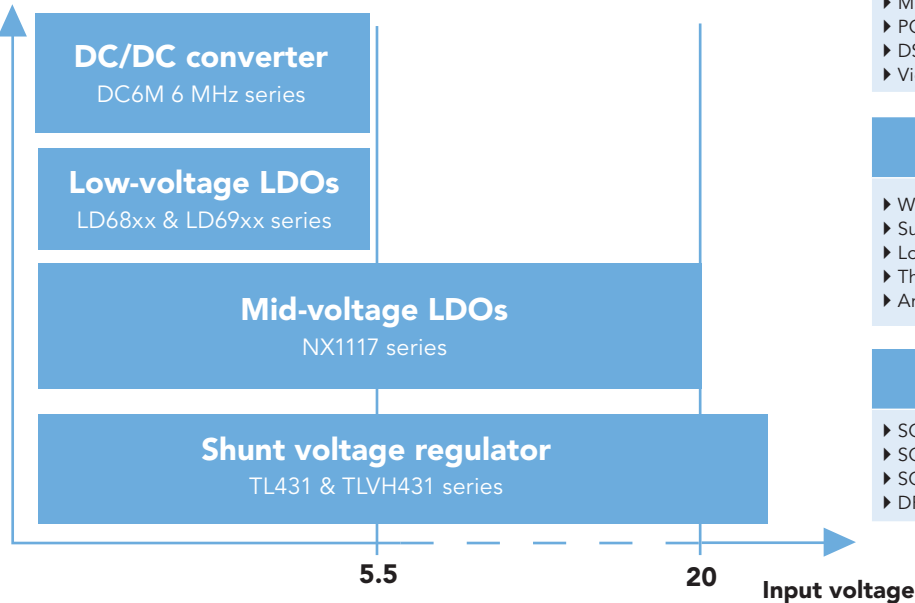 DC/DC converter
DC6M 6 MHz series
Low-voltage LDOs
LD68xx & LD69xx series
Mid-voltage LDOs
NX1117 series
Shunt voltage regulator
TL431 & TLVH431 series
5.5
20
Input voltage